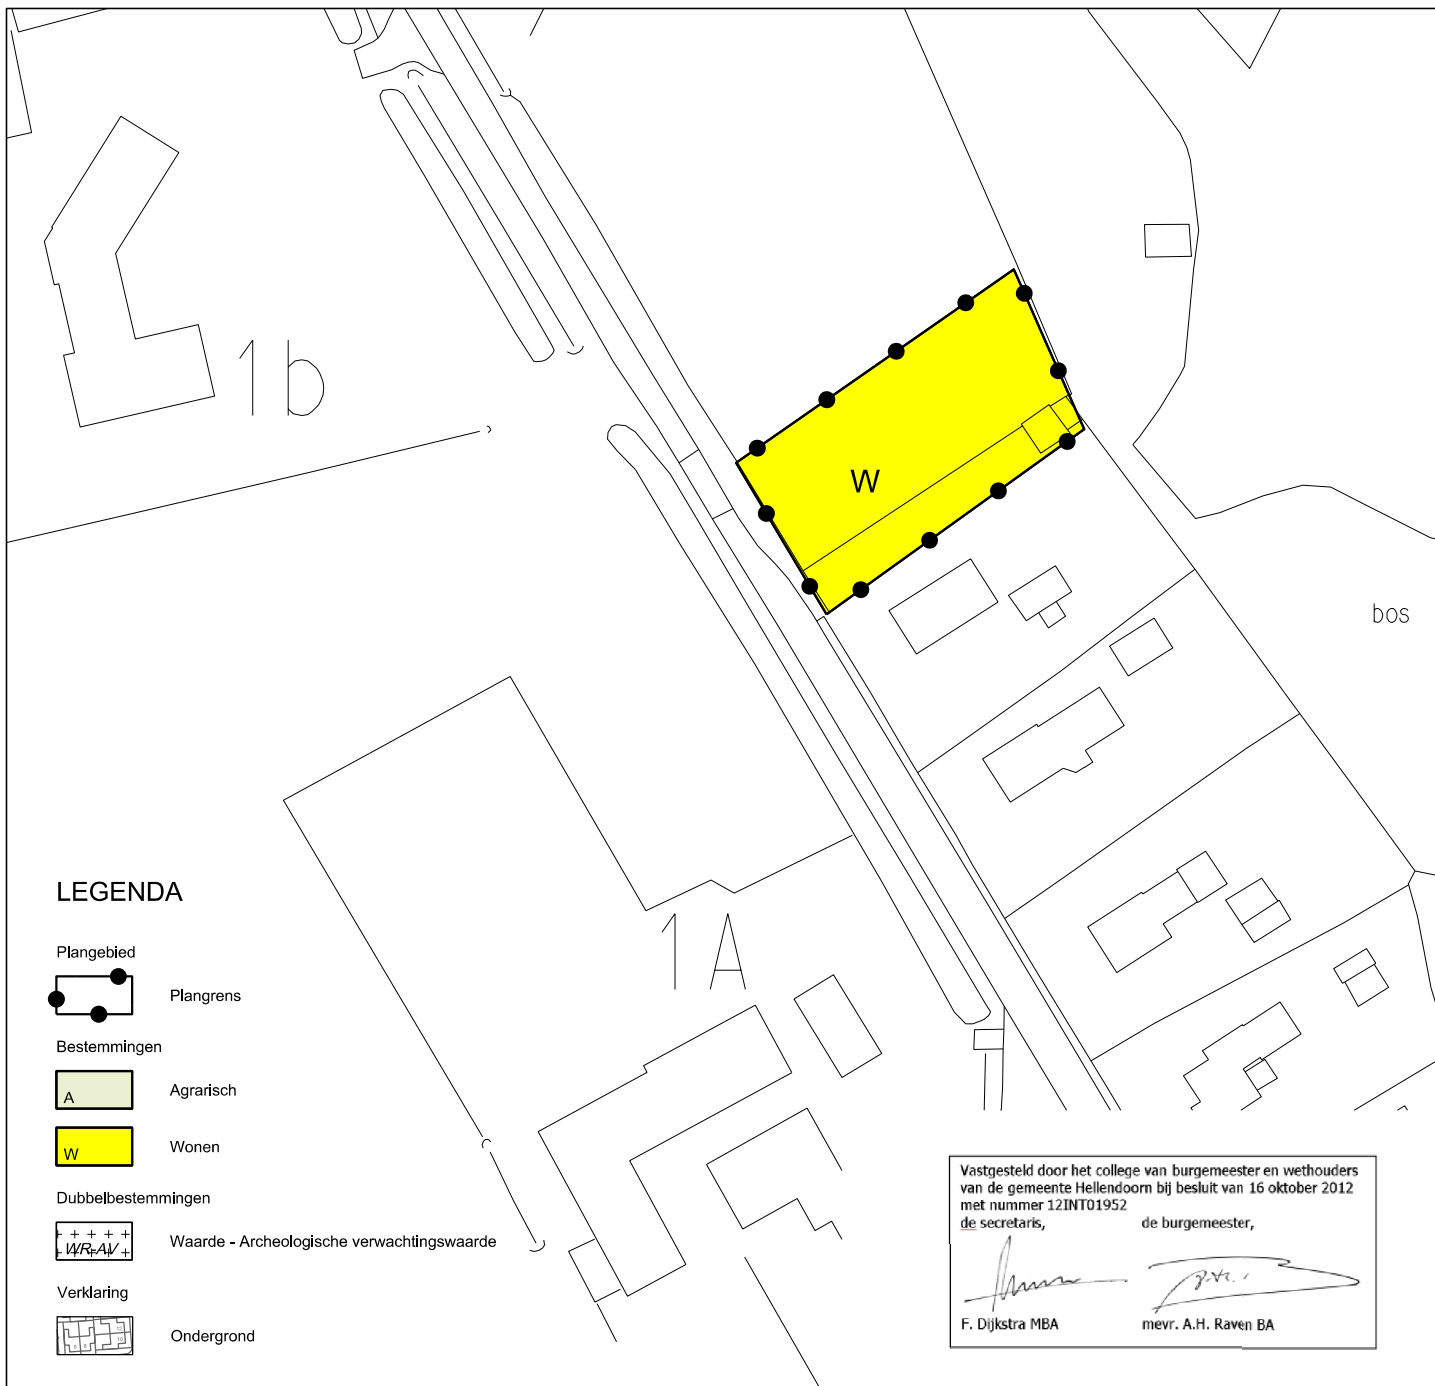 1b
W
bos
1A
LEGENDA
Plangebied
Plangrens
Bestemmingen
A
Agrarisch
W
Wonen
Dubbelbestemmingen
WR-AV
Waarde - Archeologische verwachtingswaarde
Verklaring
Ondergrond
Vastgesteld door het college van burgemeester en wethouders
van de gemeente Hellendoorn bij besluit van 16 oktober 2012
met nummer 12INT01952
de secretaris, de burgemeester,
F. Dijkstra MBA mevr. A.H. Raven BA